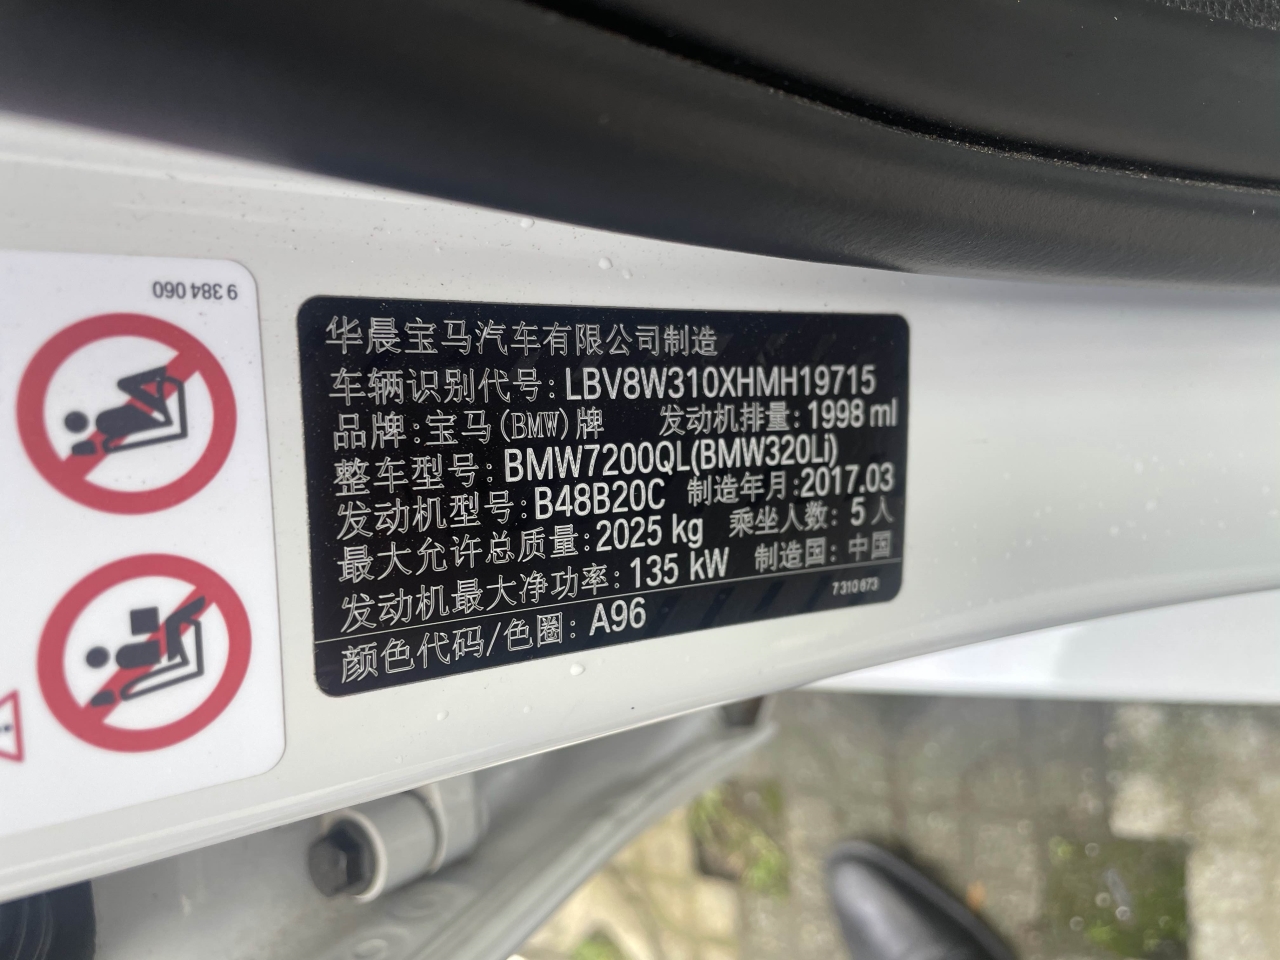 9 384 060
华晨宝马汽车有限公司制造
车辆识别代号: LBV8W310XHMH19715
品牌: 宝马(BMW)牌 发动机排量: 1998 ml
整车型号: BMW7200QL(BMW320Li)
发动机型号: B48B20C 制造年月: 2017.03
最大允许总质量: 2025 kg 乘坐人数: 5 人
发动机最大净功率: 135 kW 制造国: 中国
颜色代码/色圈: A96 7 310 673